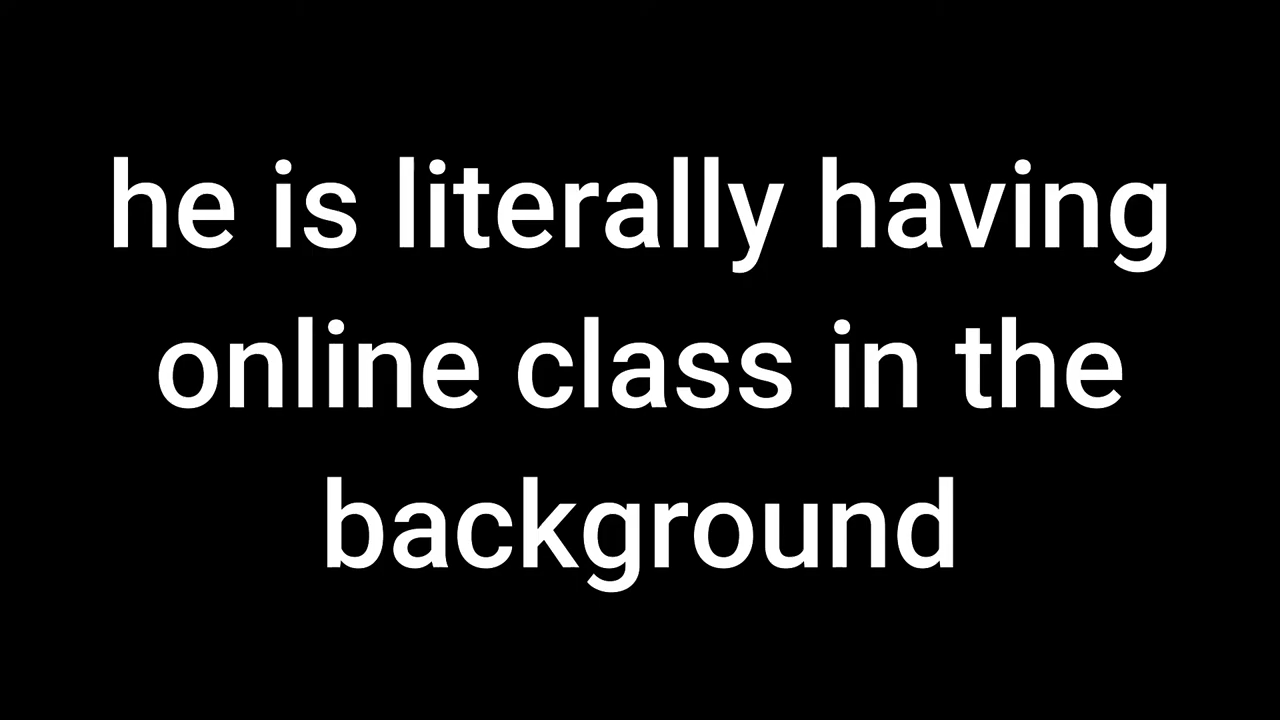 he is literally having
online class in the
background